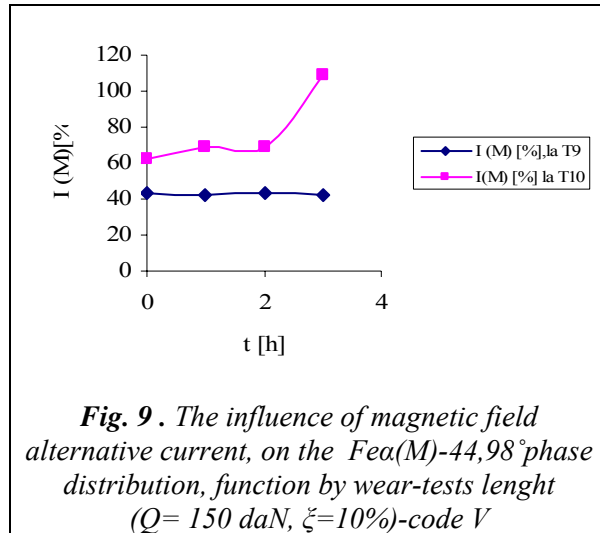 120
100
80
60
40
20
0
I (M)[%
0 2 4
t [h]
I (M) [%],la T9
I(M) [%] la T10
Fig. 9 . The influence of magnetic field
alternative current, on the Feα(M)-44,98˚phase
distribution, function by wear-tests lenght
(Q= 150 daN, ξ=10%)-code V